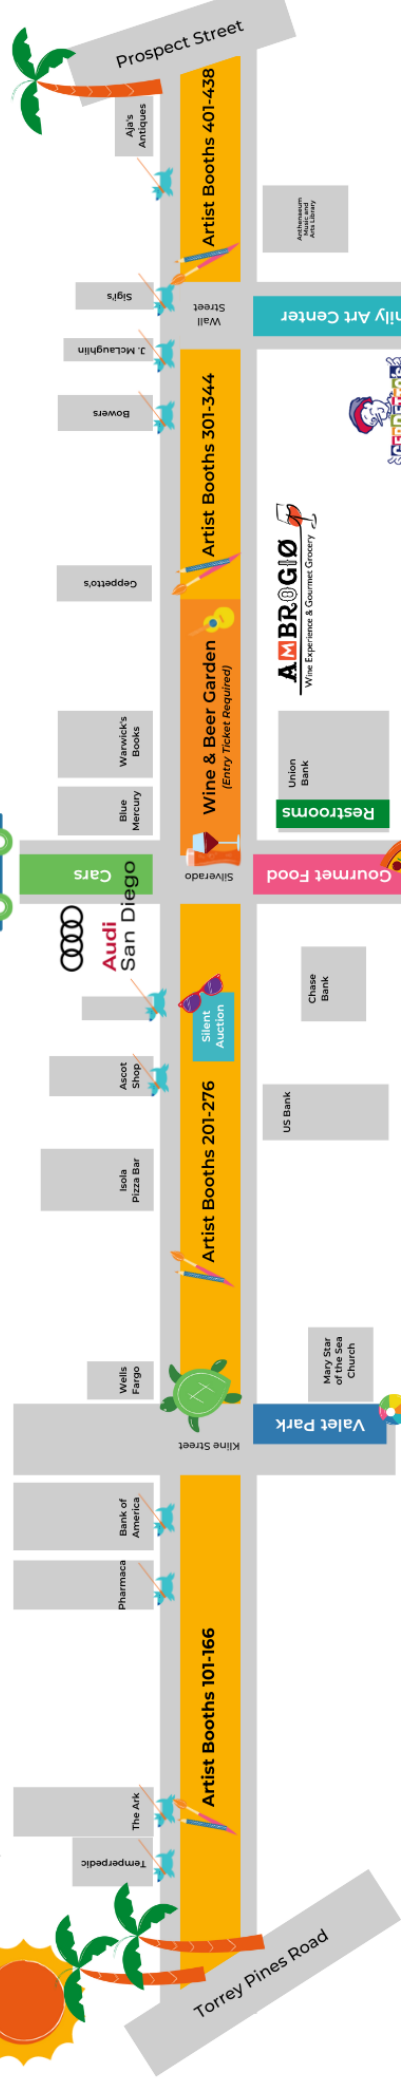 Prospect Street
Aja's
Antiques
Artist Booths 401-438
Anthenaeum
Music and
Arts Library
Sigi's
Wall
Street
Art Center
J. McLaughlin
Bowers
Artist Booths 301-344
Geppetto's
AMBROGIO
Wine Experience & Gourmet Grocery
Wine & Beer Garden
(Entry Ticket Required)
Warwick's
Books
Union
Bank
Blue
Mercury
Restrooms
Cars
Silverado
Gourmet Food
Audi
San Diego
Silent
Auction
Chase
Bank
Ascot
Shop
US Bank
Isola
Pizza Bar
Artist Booths 201-276
Wells
Fargo
Mary Star
of the Sea
Church
Valet Park
Kline Street
Bank of
America
Pharmaca
Artist Booths 101-166
The Ark
Temperpedic
Torrey Pines Road